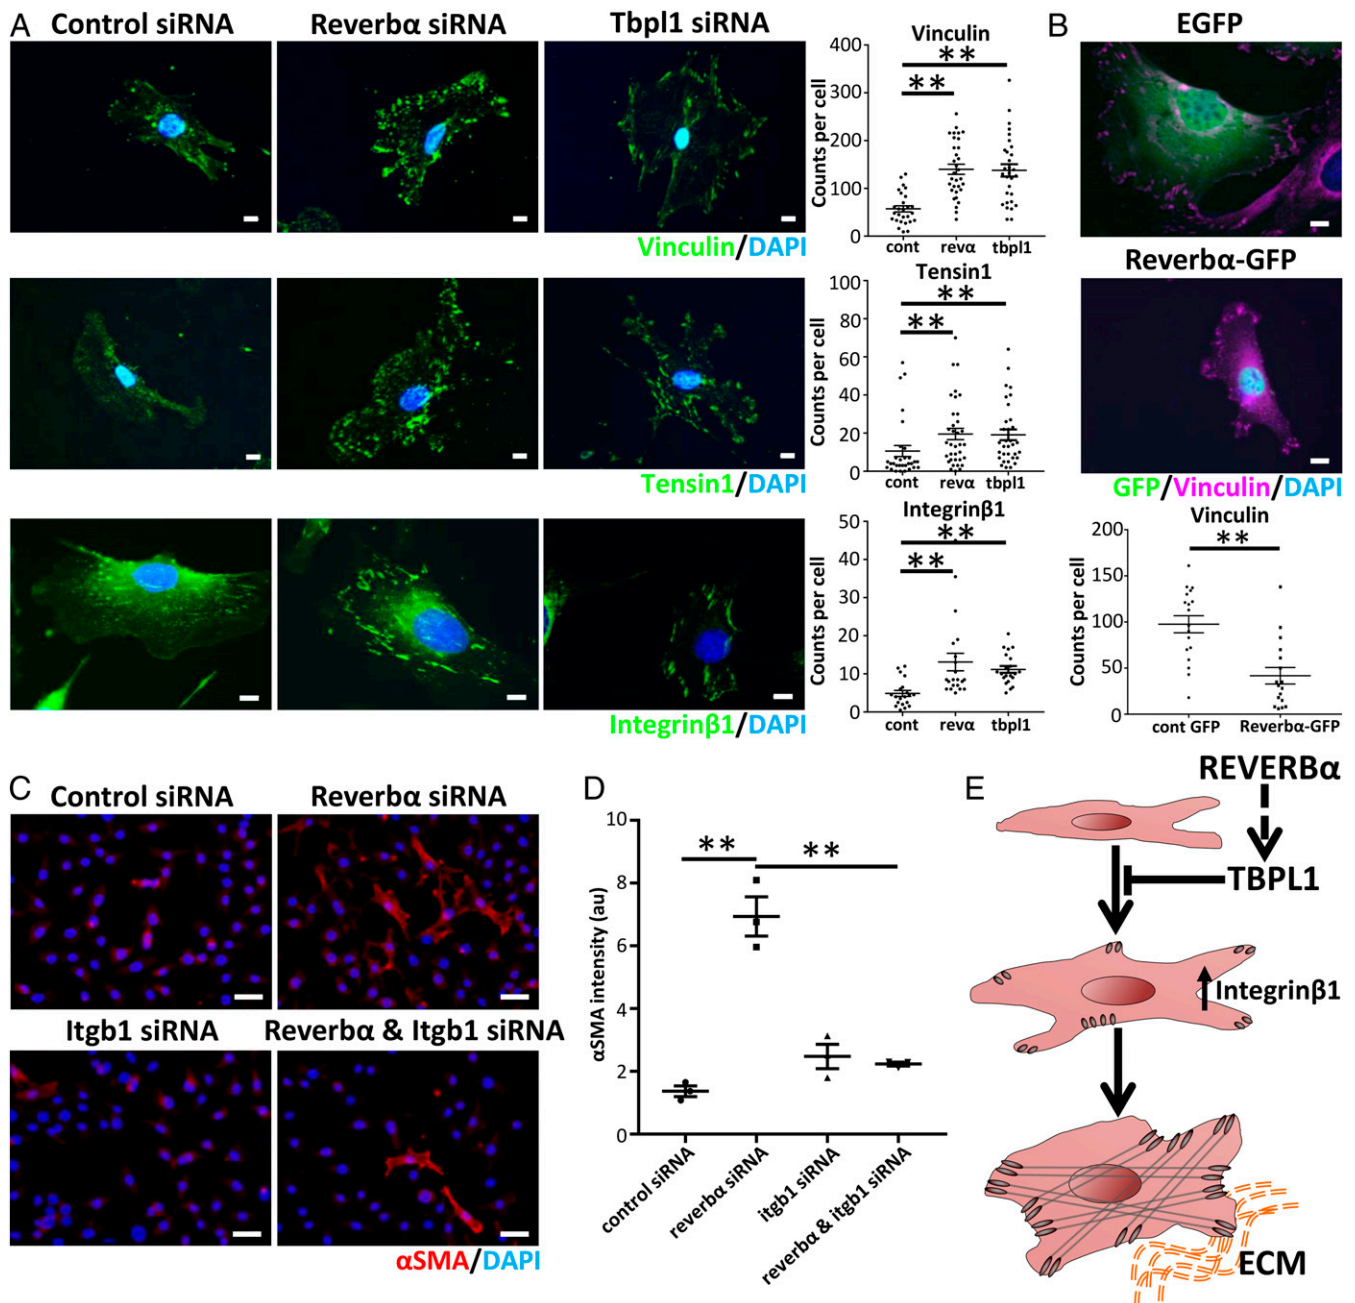 A
Control siRNA
Reverbα siRNA
Tbpl1 siRNA
Vinculin/DAPI
Tensin1/DAPI
Integrinβ1/DAPI
Vinculin
**
**
Counts per cell
400
300
200
100
0
cont revα tbpl1
Tensin1
**
**
Counts per cell
100
80
60
40
20
0
cont revα tbpl1
Integrinβ1
**
**
Counts per cell
50
40
30
20
10
0
cont revα tbpl1
B
EGFP
Reverbα-GFP
GFP/Vinculin/DAPI
Vinculin
**
Counts per cell
200
150
100
50
0
cont GFP Reverbα-GFP
C
Control siRNA
Reverbα siRNA
Itgb1 siRNA
Reverbα & Itgb1 siRNA
αSMA/DAPI
D
**
**
αSMA intensity (au)
10
8
6
4
2
0
control siRNA
reverbα siRNA
itgb1 siRNA
reverbα & itgb1 siRNA
E
REVERBα
TBPL1
Integrinβ1
ECM